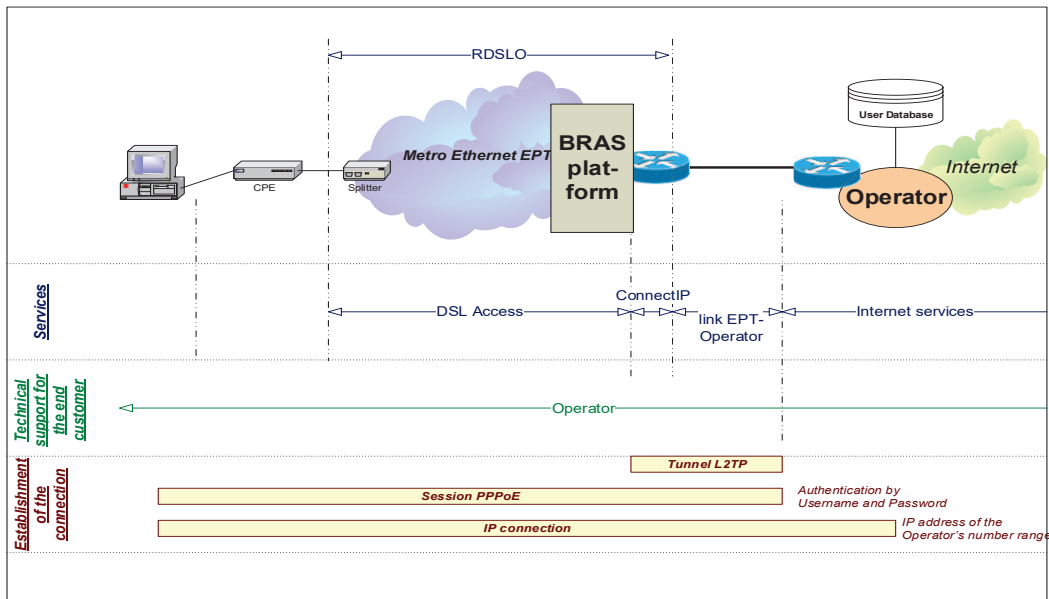 RDSLO
User Database
Metro Ethernet EPT
BRAS
plat-
form
Internet
CPE
Splitter
Operator
Services
DSL Access
ConnectIP
link EPT-
Operator
Internet services
Technical
support for
the end
customer
Operator
Establishment
of the
connection
Tunnel L2TP
Session PPPoE
Authentication by
Username and Password
IP connection
IP address of the
Operator's number range